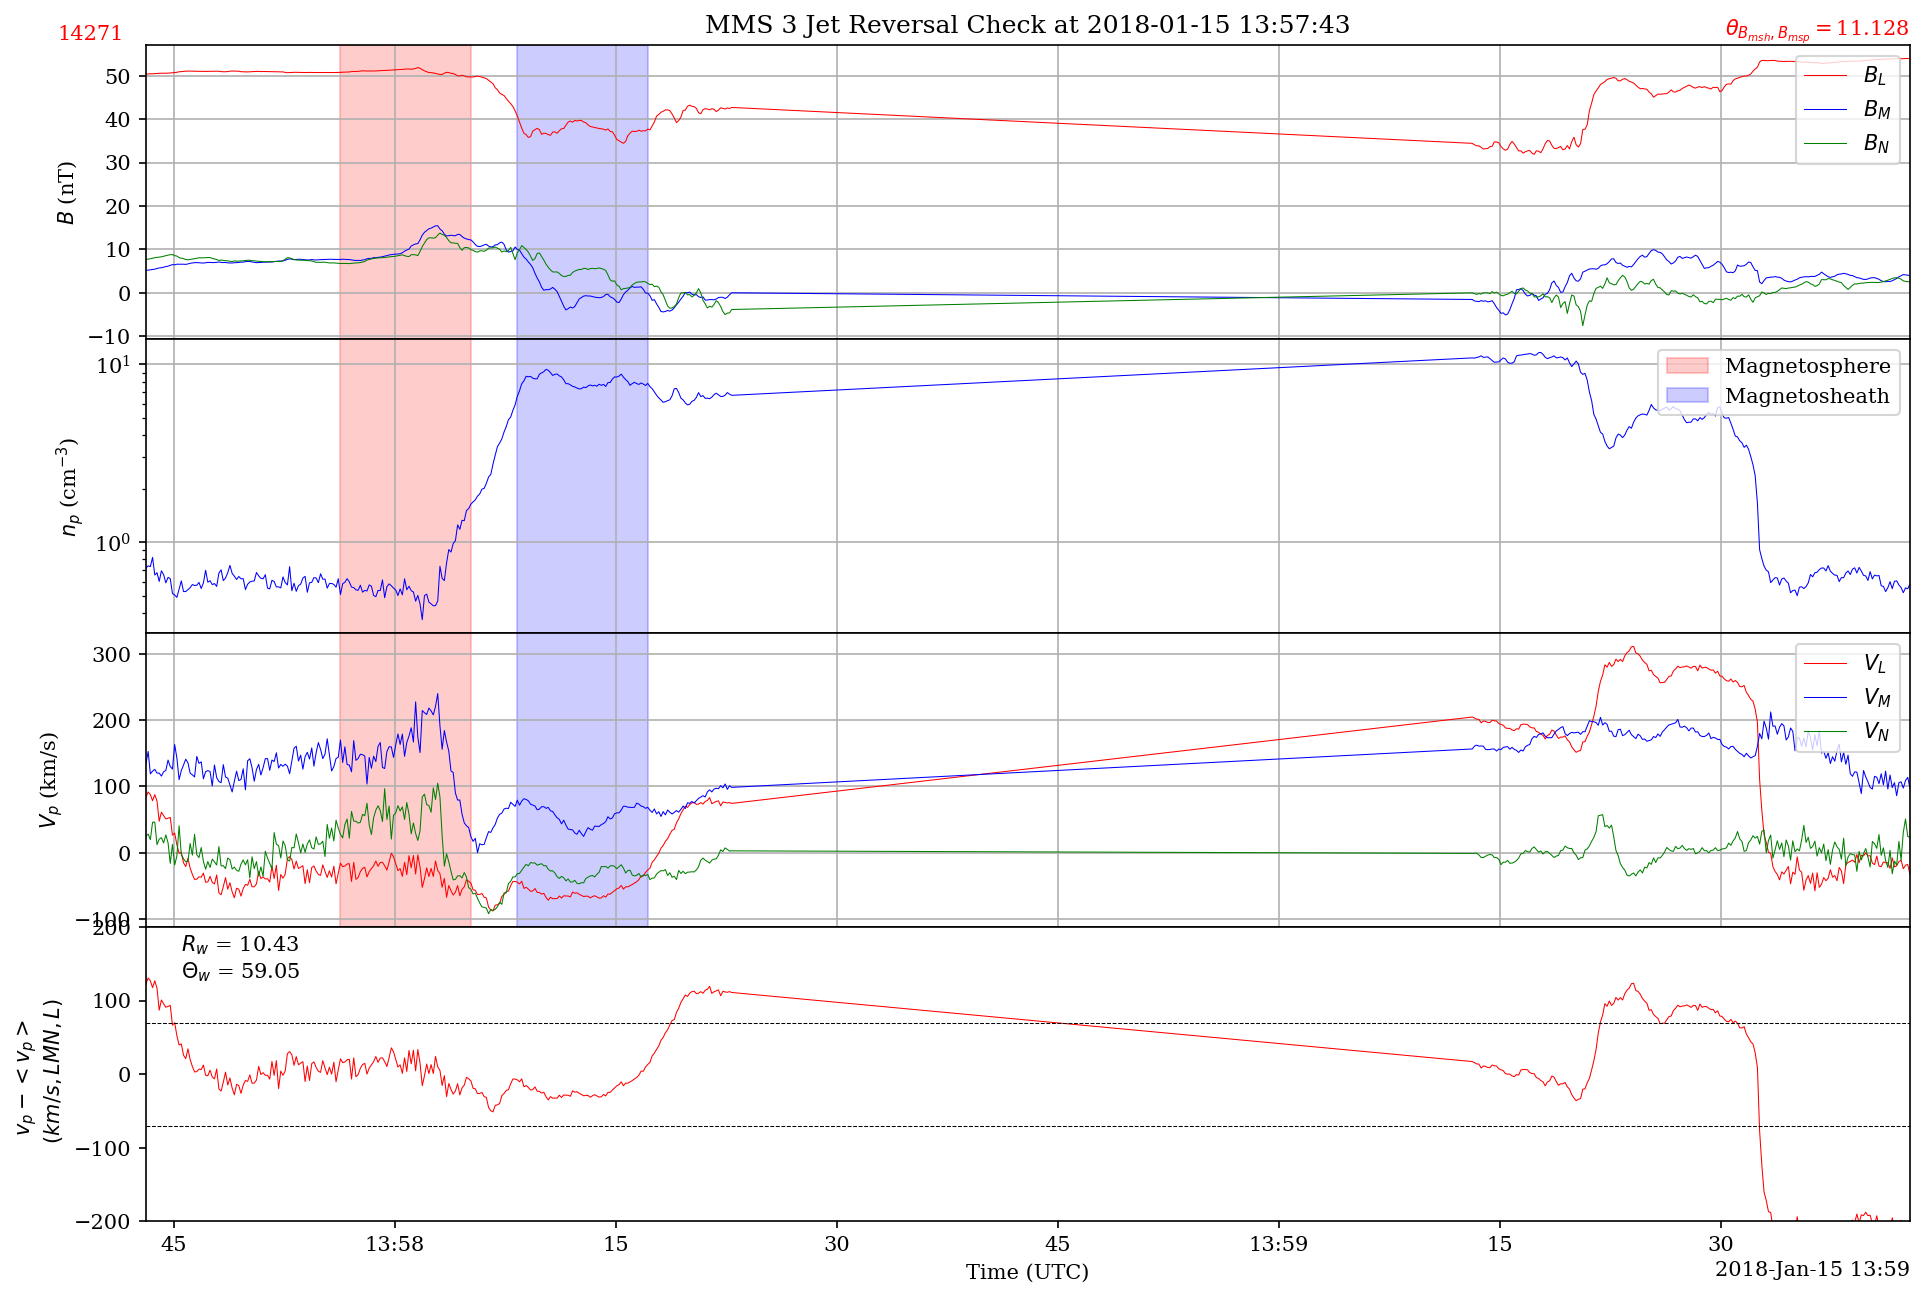 MMS 3 Jet Reversal Check at 2018-01-15 13:57:43
14271
θ_{B_{msh}, B_{msp}} = 11.128
50
40
30
20
10
0
−10
B (nT)
B_L
B_M
B_N
10^1
10^0
n_p (cm^{−3})
Magnetosphere
Magnetosheath
300
200
100
0
−100
V_p (km/s)
V_L
V_M
V_N
200
100
0
−100
−200
v_p − < v_p >
(km/s, LMN, L)
R_w = 10.43
Θ_w = 59.05
45 13:58 15 30 45 13:59 15 30
Time (UTC)
2018-Jan-15 13:59